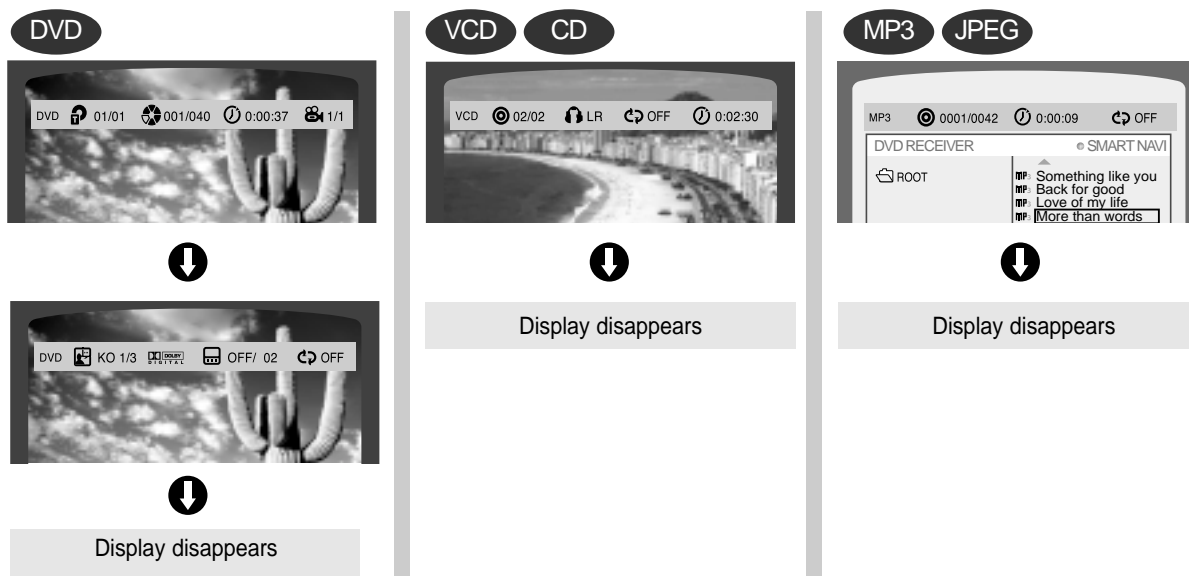 DVD
DVD 01/01 001/040 0:00:37 1/1
DVD KO 1/3 DOLBY DIGITAL OFF/ 02 OFF
Display disappears
VCD CD
VCD 02/02 LR OFF 0:02:30
Display disappears
MP3 JPEG
MP3 0001/0042 0:00:09 OFF
DVD RECEIVER SMART NAVI
ROOT
Something like you
Back for good
Love of my life
More than words
Display disappears